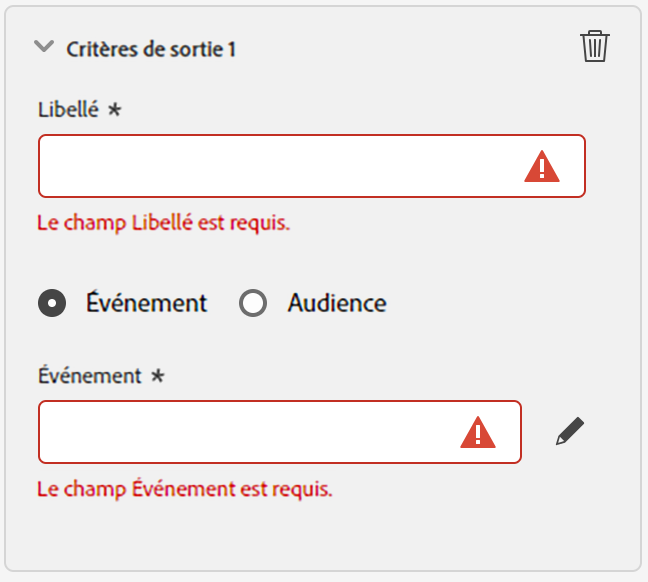 Critères de sortie 1
Libellé *
Le champ Libellé est requis.
Événement Audience
Événement *
Le champ Événement est requis.